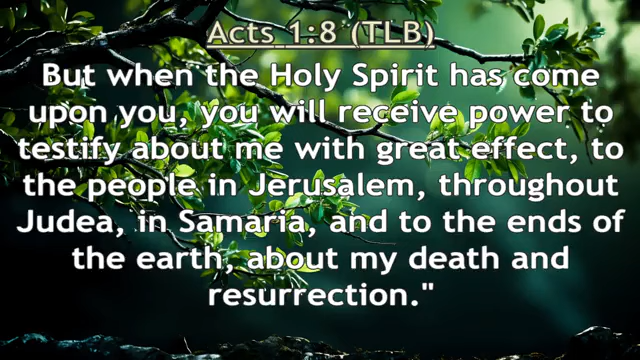 Acts 1:8 (TLB)
But when the Holy Spirit has come
upon you, you will receive power to
testify about me with great effect, to
the people in Jerusalem, throughout
Judea, in Samaria, and to the ends of
the earth, about my death and
resurrection."